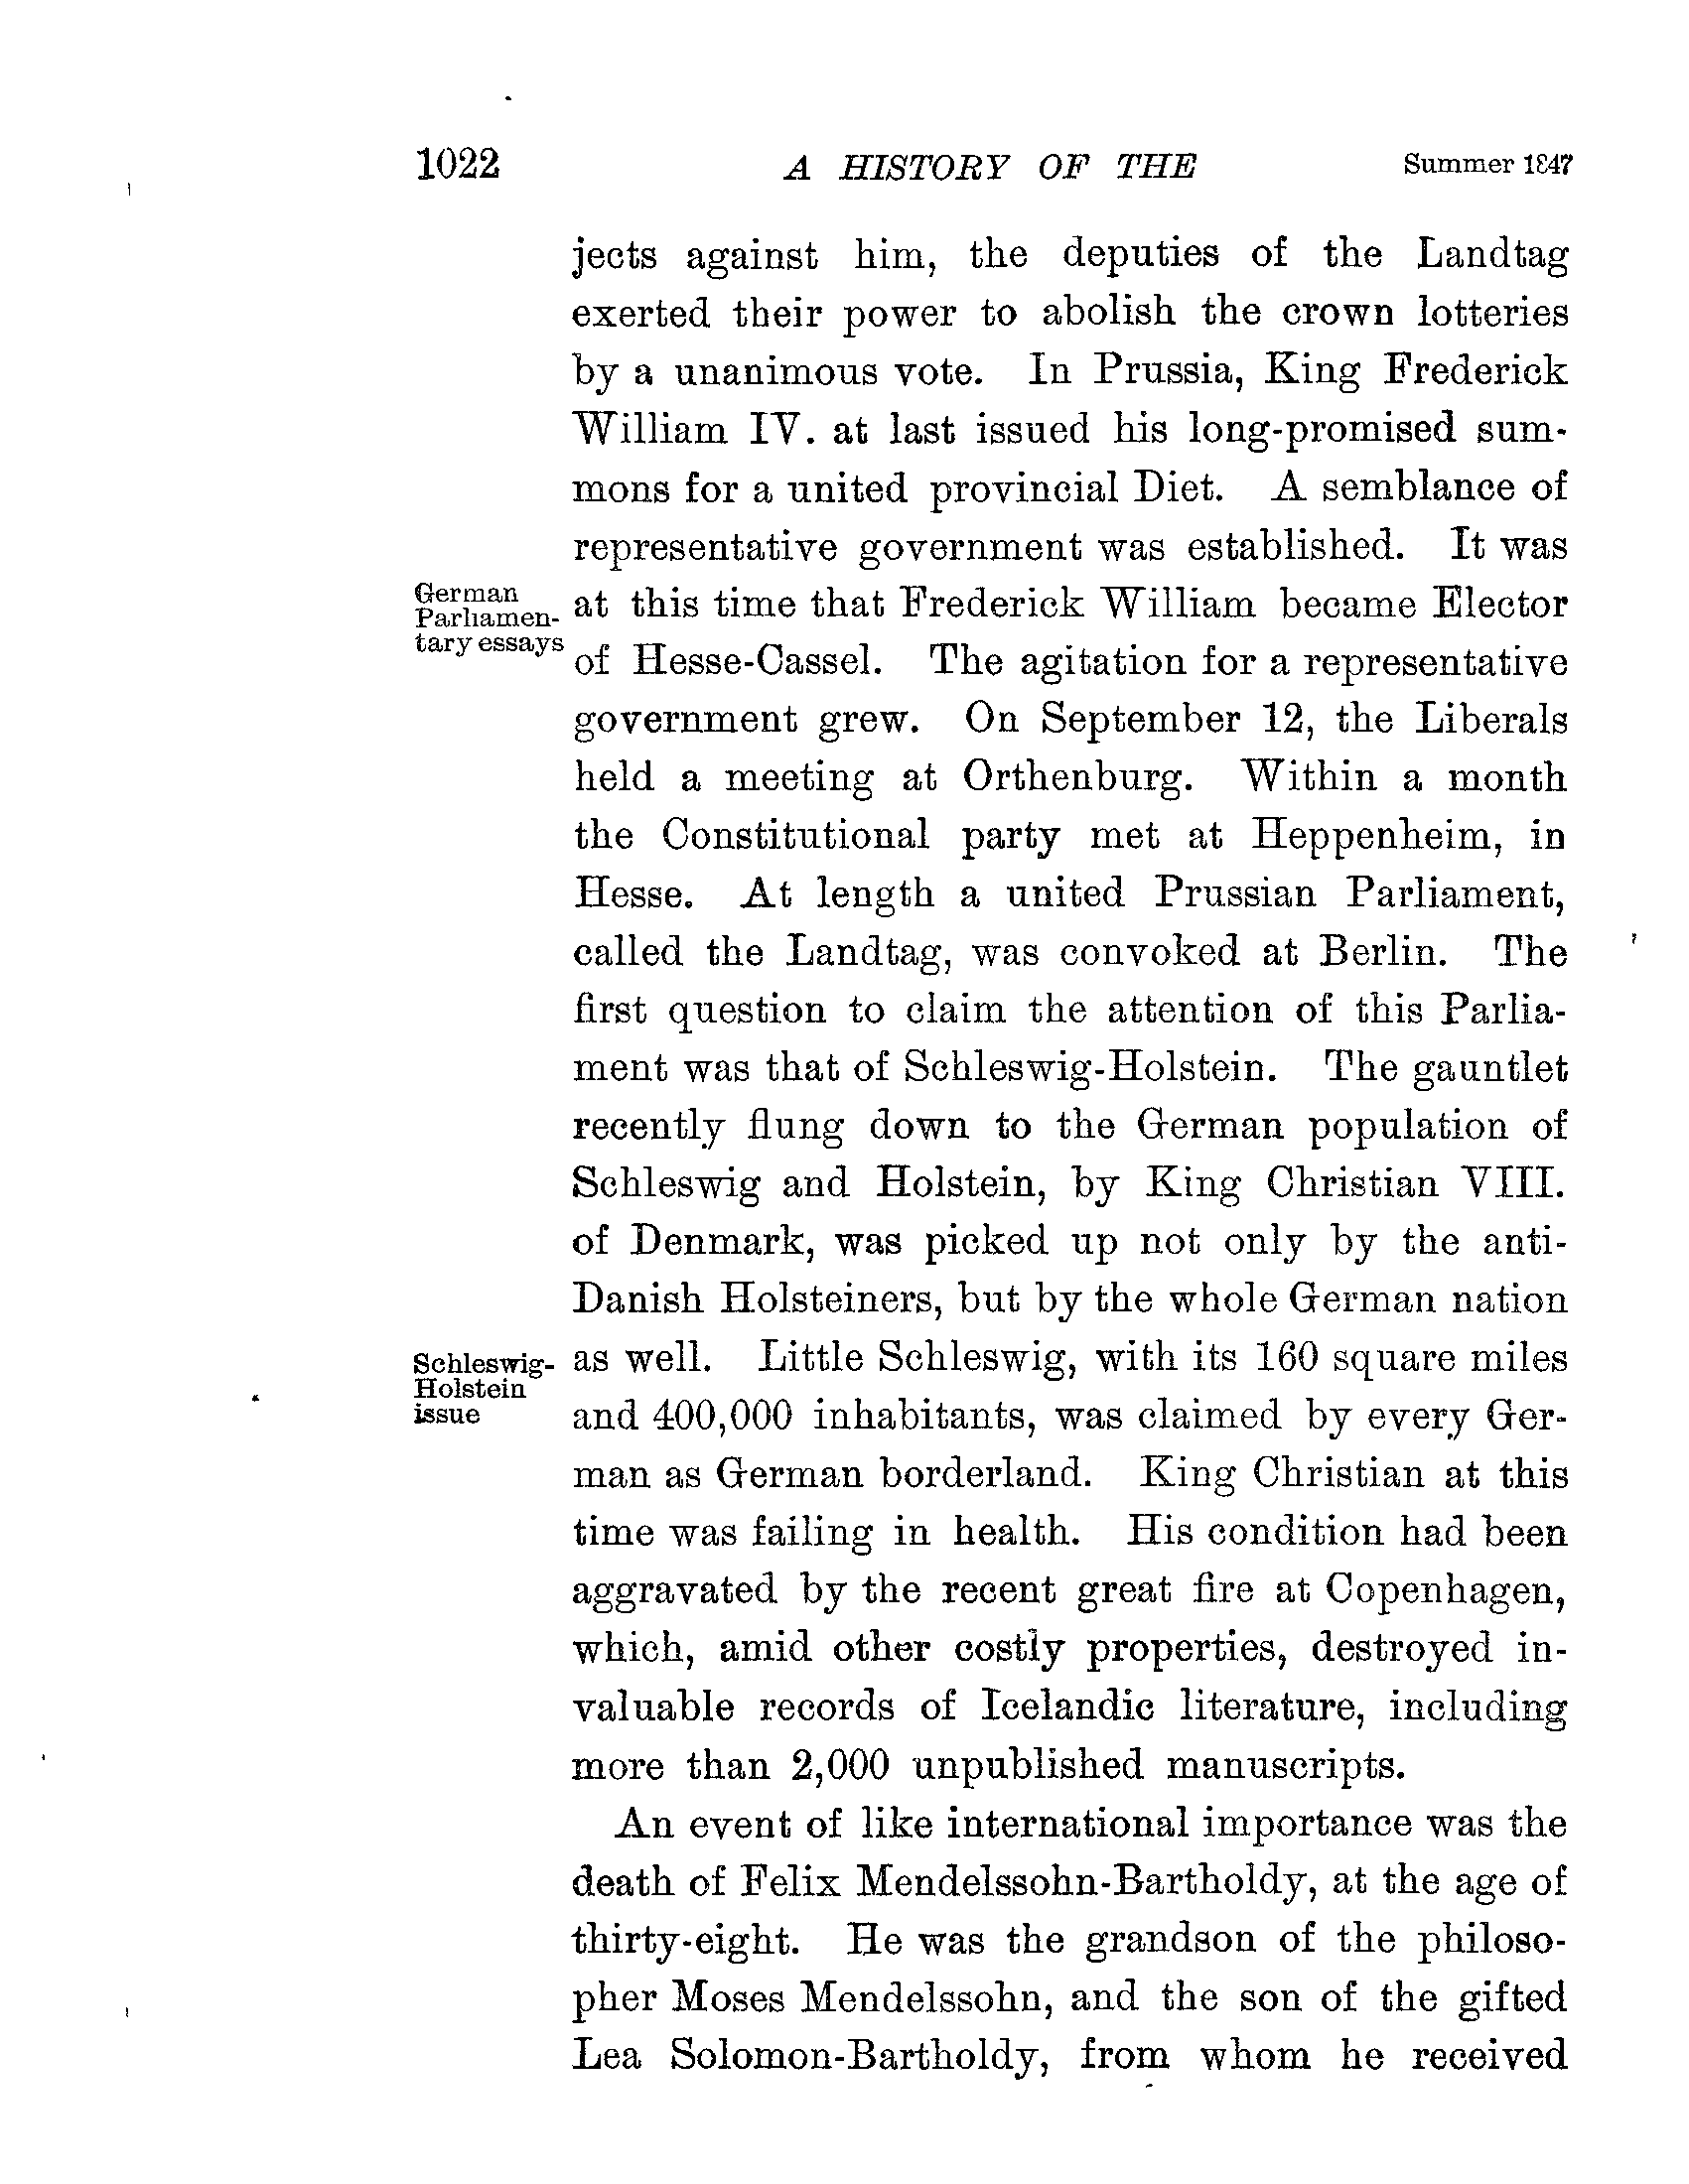 1022 A HISTORY OF THE Summer 1847
jects against him, the deputies of the Landtag
exerted their power to abolish the crown lotteries
by a unanimous vote. In Prussia, King Frederick
William IV. at last issued his long-promised sum-
mons for a united provincial Diet. A semblance of
representative government was established. It was
German
Parliamen-
tary essays
at this time that Frederick William became Elector
of Hesse-Cassel. The agitation for a representative
government grew. On September 12, the Liberals
held a meeting at Orthenburg. Within a month
the Constitutional party met at Heppenheim, in
Hesse. At length a united Prussian Parliament,
called the Landtag, was convoked at Berlin. The
first question to claim the attention of this Parlia-
ment was that of Schleswig-Holstein. The gauntlet
recently flung down to the German population of
Schleswig and Holstein, by King Christian VIII.
of Denmark, was picked up not only by the anti-
Danish Holsteiners, but by the whole German nation
Schleswig-
Holstein
issue
as well. Little Schleswig, with its 160 square miles
and 400,000 inhabitants, was claimed by every Ger-
man as German borderland. King Christian at this
time was failing in health. His condition had been
aggravated by the recent great fire at Copenhagen,
which, amid other costly properties, destroyed in-
valuable records of Icelandic literature, including
more than 2,000 unpublished manuscripts.
An event of like international importance was the
death of Felix Mendelssohn-Bartholdy, at the age of
thirty-eight. He was the grandson of the philoso-
pher Moses Mendelssohn, and the son of the gifted
Lea Solomon-Bartholdy, from whom he received